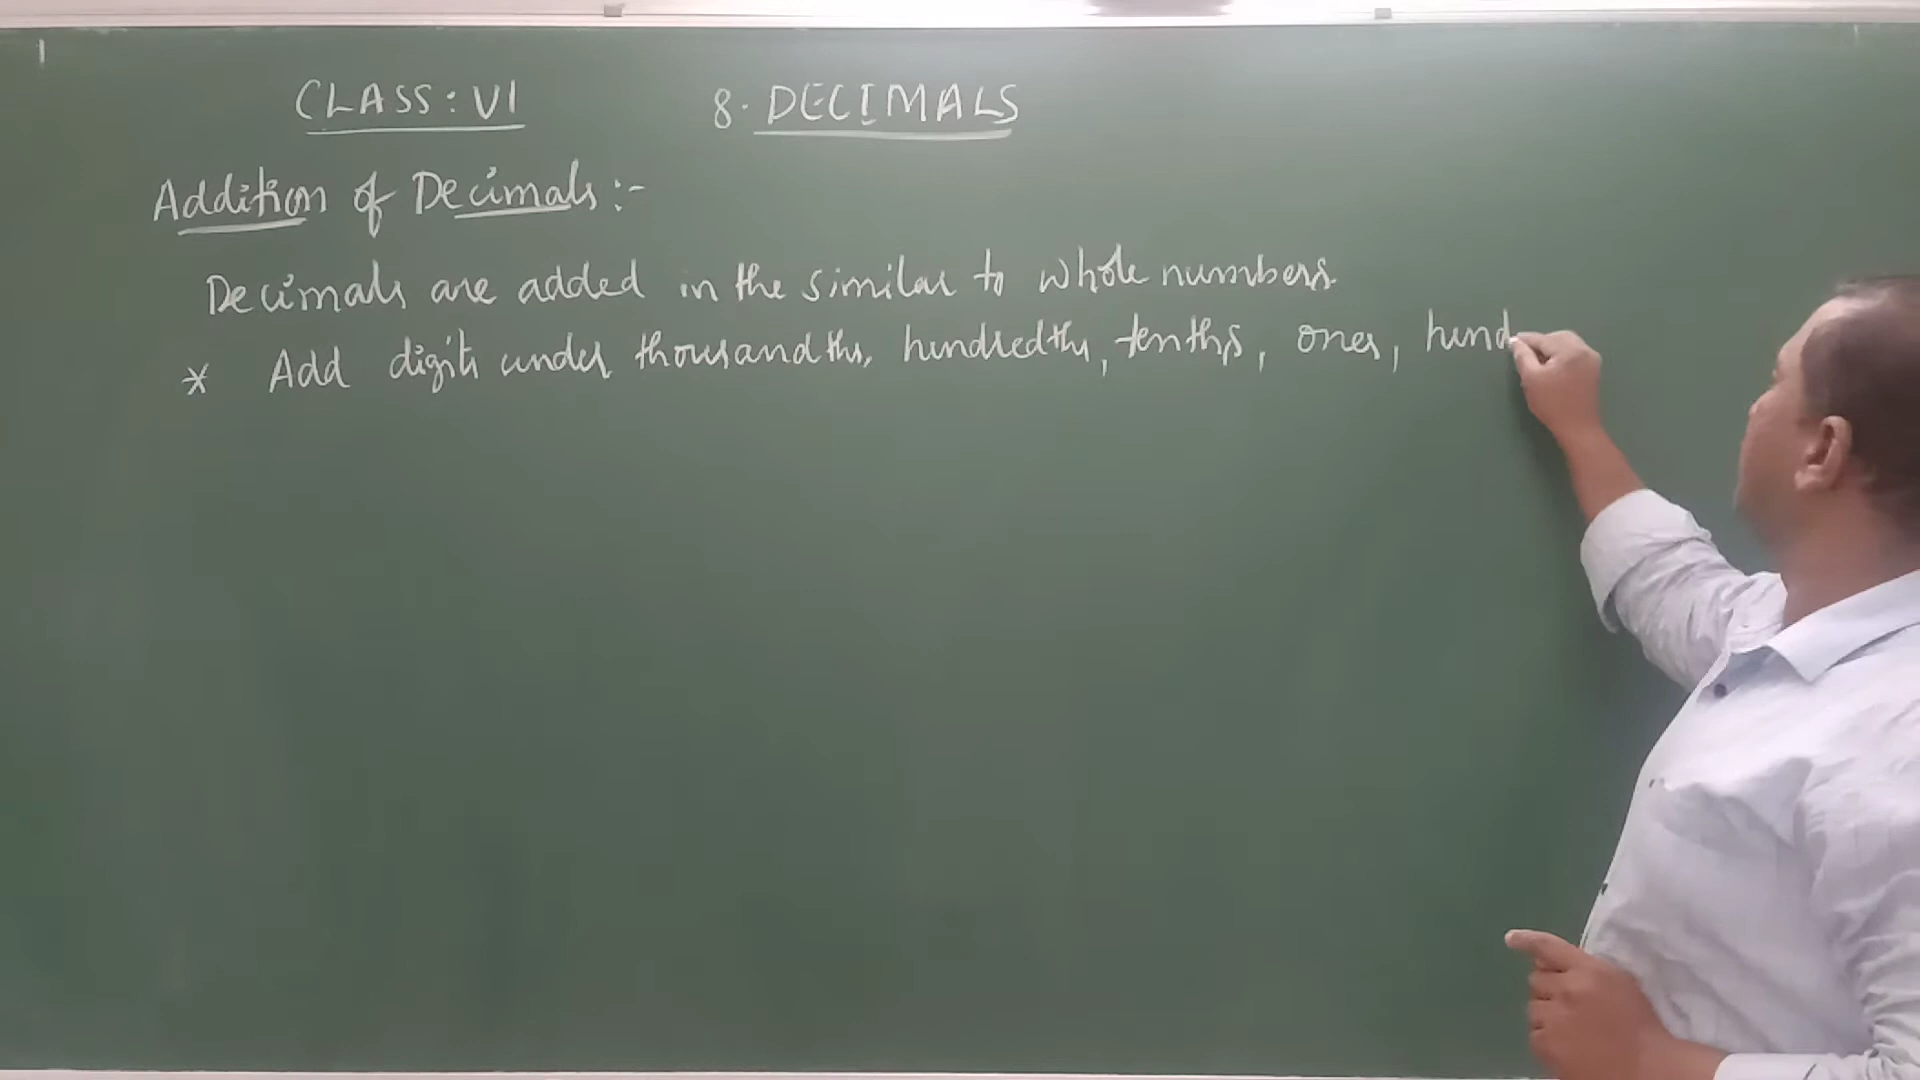 CLASS: VI 8. DECIMALS
Addition of Decimals :-
Decimals are added in the similar to whole numbers.
* Add digits under thousandths, hundredths, tenths, ones, hund